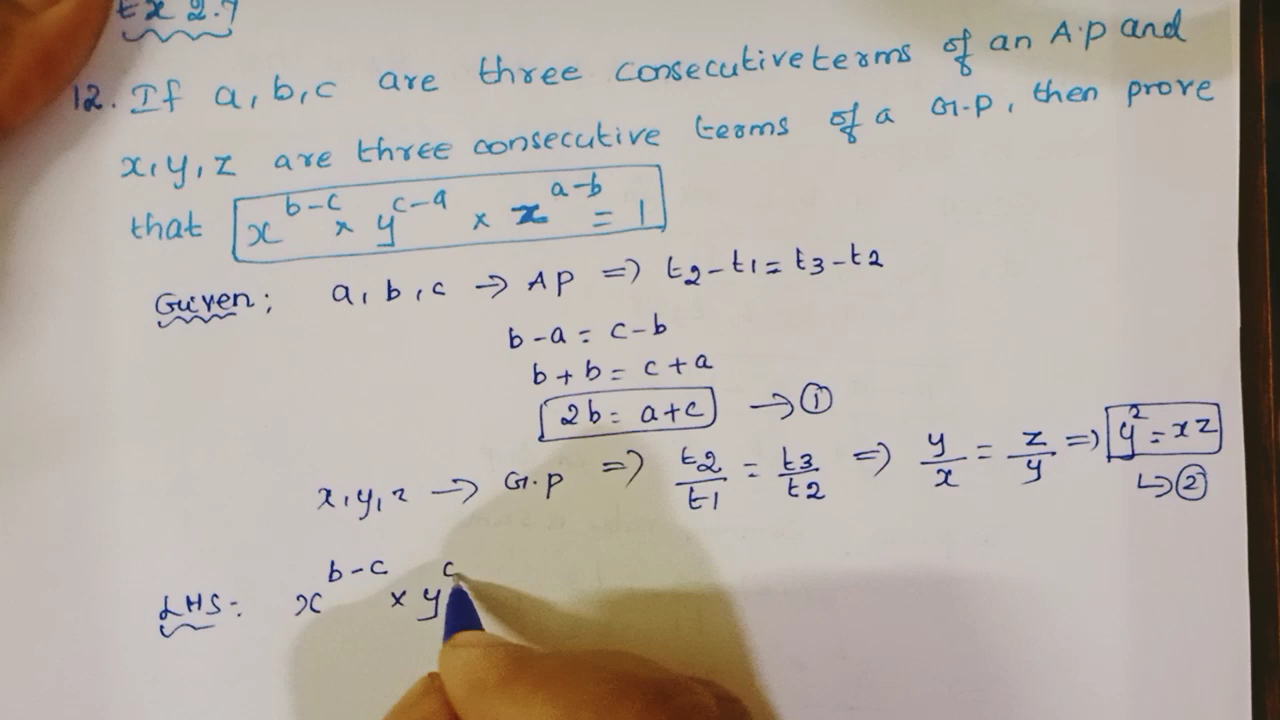 Ex 2.7
12. If a, b, c are three consecutive terms of an A.P and
x, y, z are three consecutive terms of a G.P, then prove
that x^{b-c} × y^{c-a} × z^{a-b} = 1
Given: a, b, c → AP => t2 - t1 = t3 - t2
b - a = c - b
b + b = c + a
2b = a + c → ①
x, y, z → G.P => t2/t1 = t3/t2 => y/x = z/y => y² = xz
↳ ②
LHS: x^{b-c} × y^{c